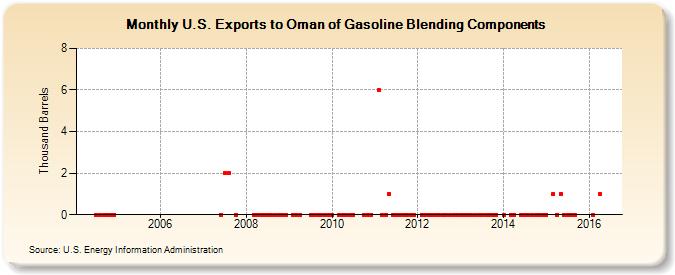 Monthly U.S. Exports to Oman of Gasoline Blending Components
Thousand Barrels
8
6
4
2
0
2006 2008 2010 2012 2014 2016
Source: U.S. Energy Information Administration